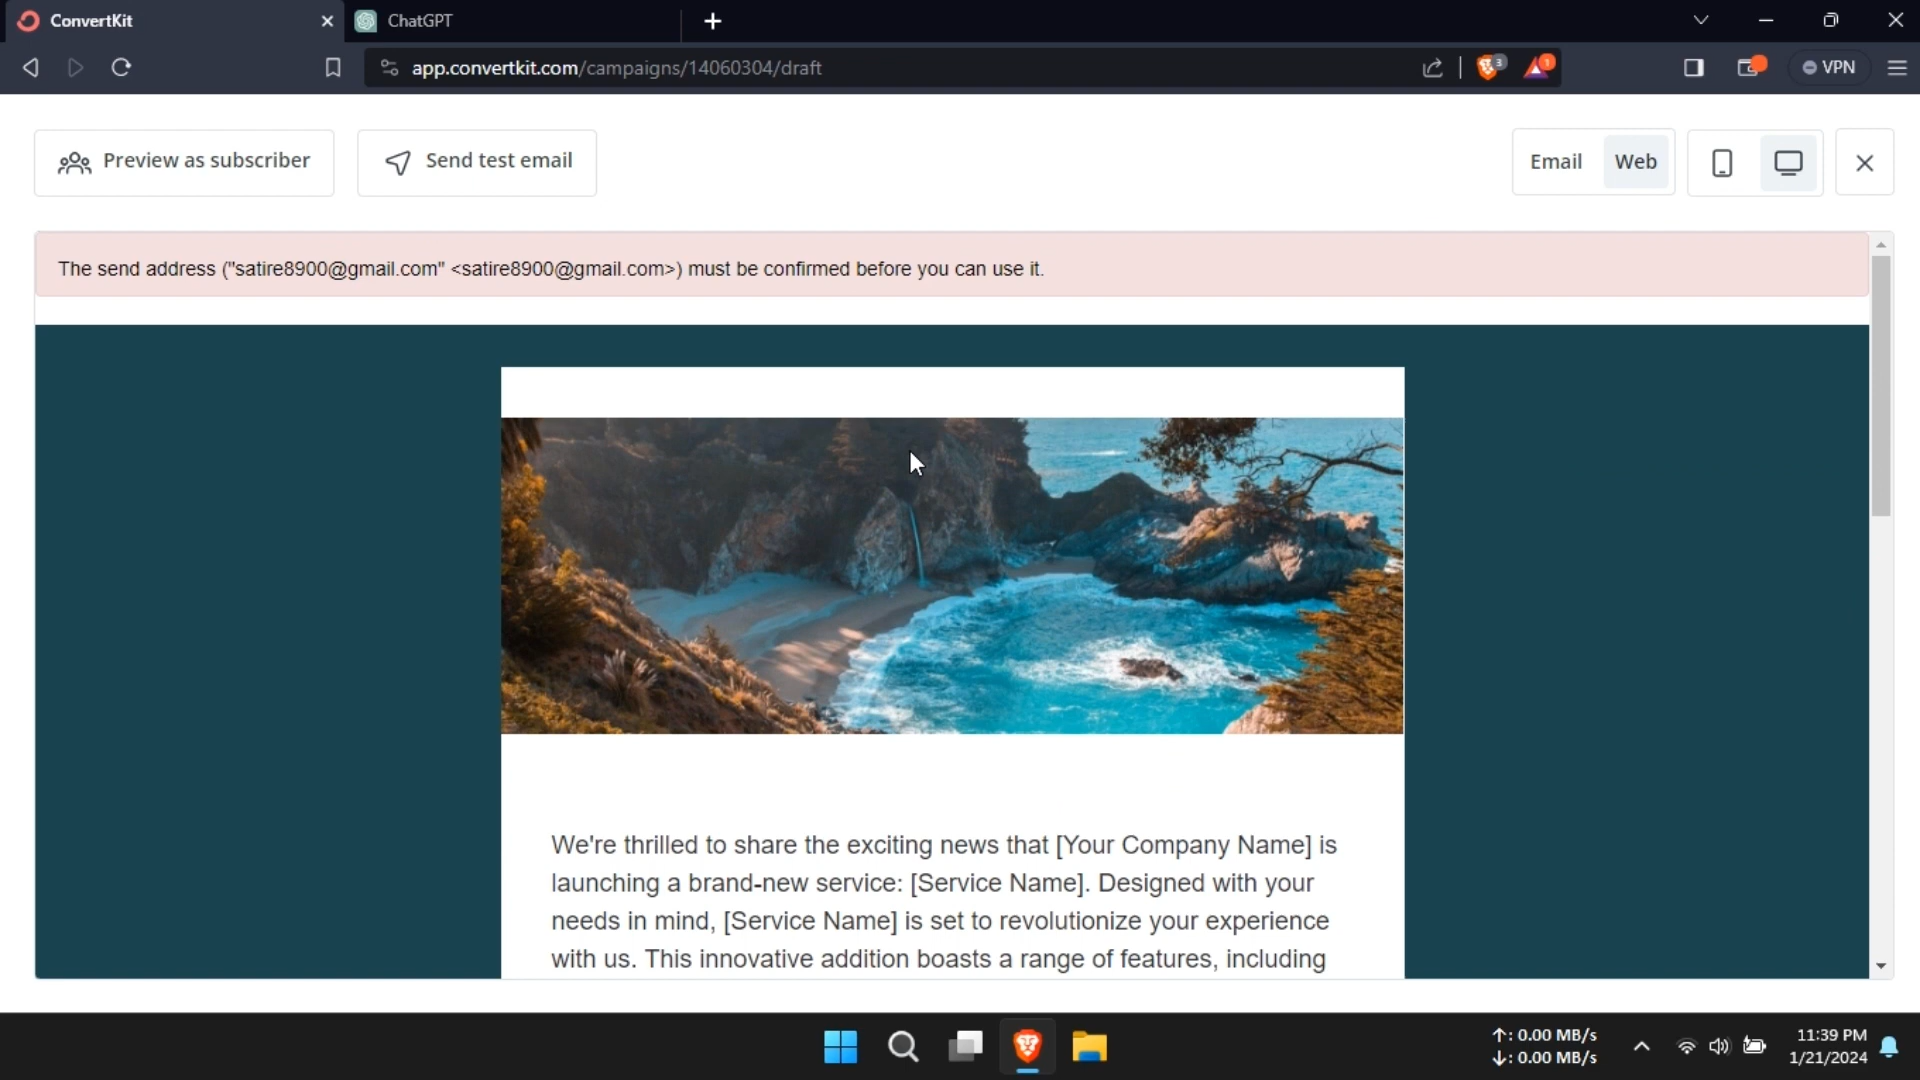 ConvertKit
ChatGPT
app.convertkit.com/campaigns/14060304/draft
3
1
VPN
Preview as subscriber
Send test email
Email
Web
The send address ("satire8900@gmail.com" <satire8900@gmail.com>) must be confirmed before you can use it.
We're thrilled to share the exciting news that [Your Company Name] is
launching a brand-new service: [Service Name]. Designed with your
needs in mind, [Service Name] is set to revolutionize your experience
with us. This innovative addition boasts a range of features, including
↑: 0.00 MB/s
↓: 0.00 MB/s
11:39 PM
1/21/2024